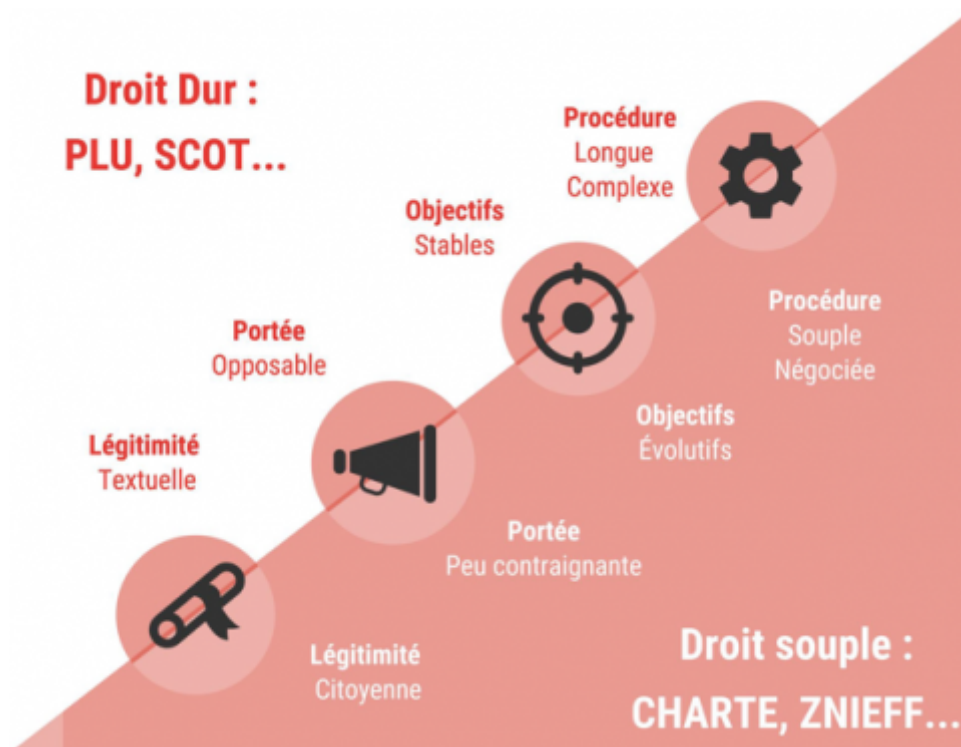 Droit Dur :
PLU, SCOT...
Procédure
Longue
Complexe
Objectifs
Stables
Portée
Opposable
Légitimité
Textuelle
Procédure
Souple
Négociée
Objectifs
Évolutifs
Portée
Peu contraignante
Légitimité
Citoyenne
Droit souple :
CHARTE, ZNIEFF...